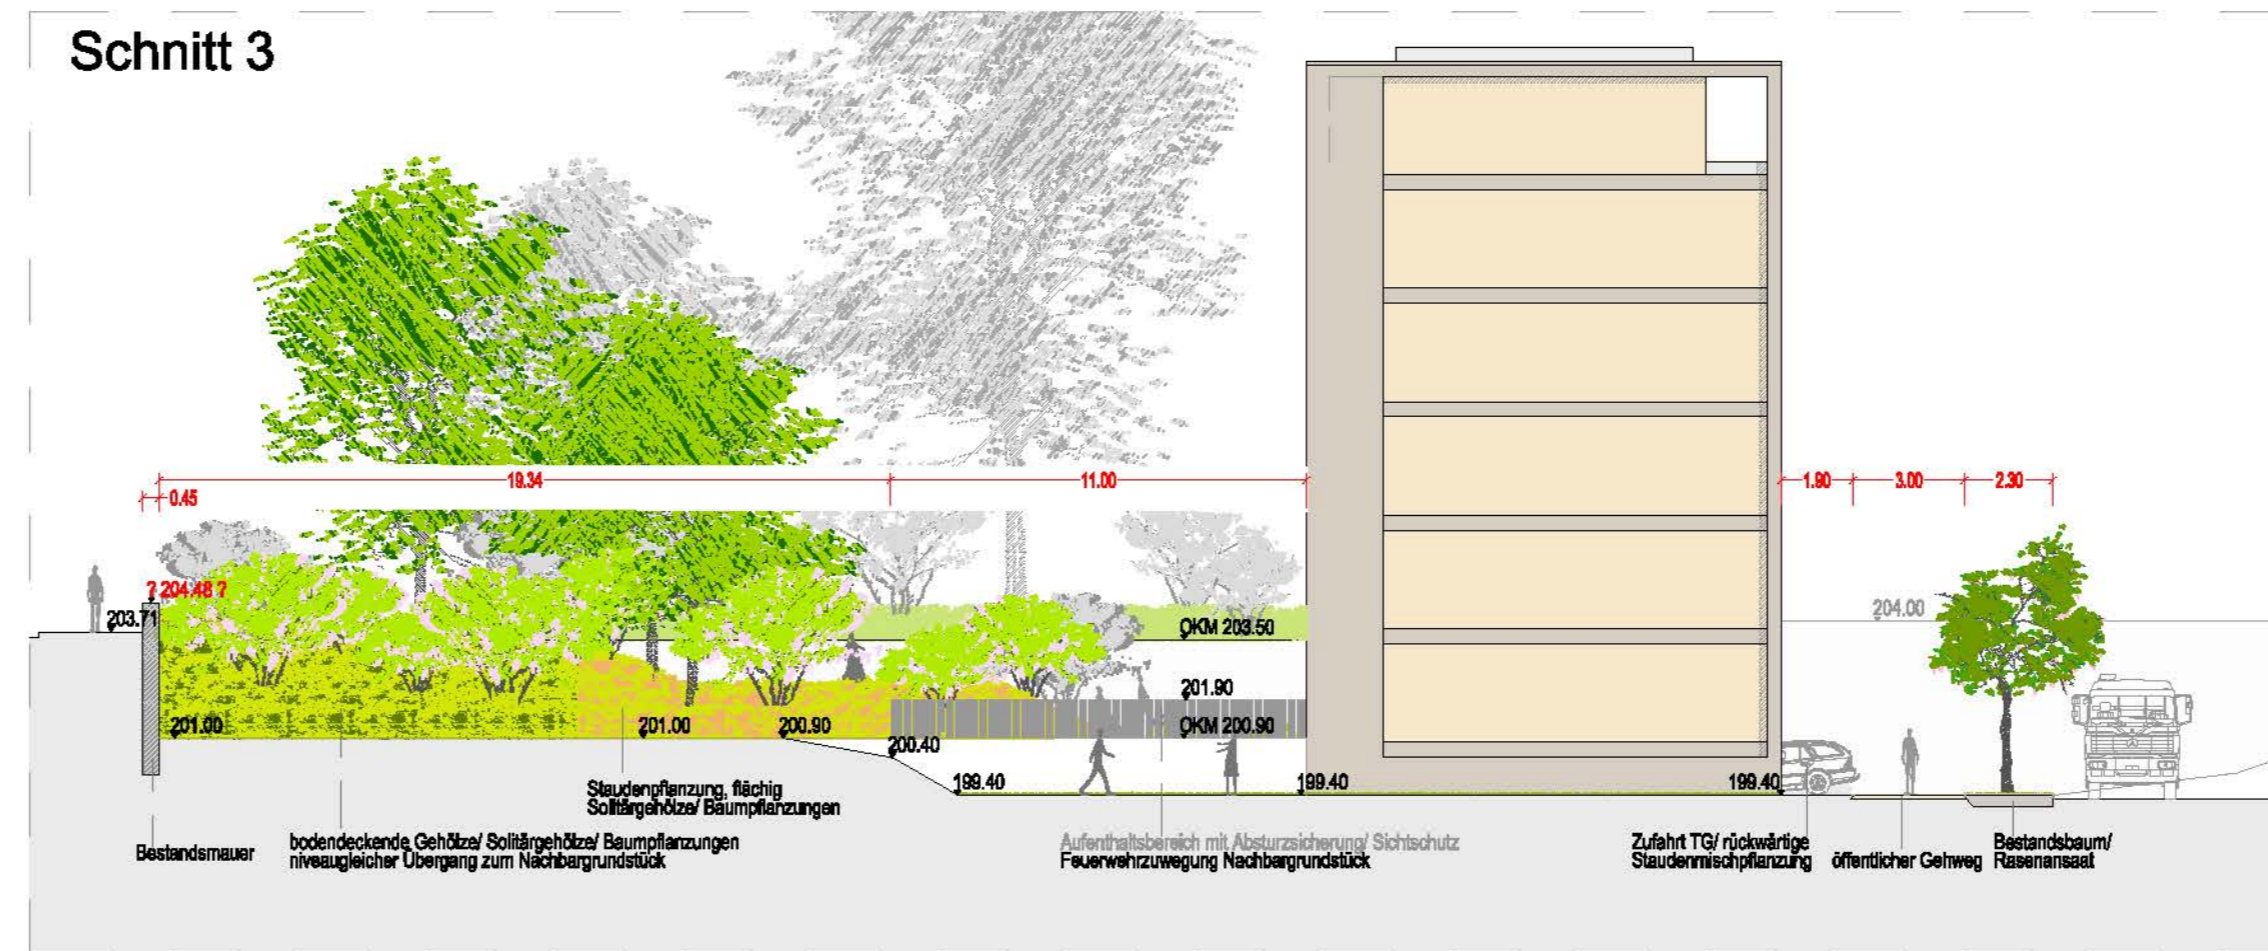 Schnitt 3
19.34
11.00
1.90
3.00
2.30
0.45
? 204.48 ?
203.71
204.00
OKM 203.50
201.90
201.00
201.00
200.90
OKM 200.90
200.40
199.40
199.40
199.40
Staudenpflanzung, flächig
Solitärgehölze/ Baumpflanzungen
Bestandsmauer
bodendeckende Gehölze/ Solitärgehölze/ Baumpflanzungen
niveaugleicher Übergang zum Nachbargrundstück
Aufenthaltsbereich mit Absturzsicherung/ Sichtschutz
Feuerwehrzuwegung Nachbargrundstück
Zufahrt TG/ rückwärtige
Staudenmischpflanzung
öffentlicher Gehweg
Bestandsbaum/
Rasenansaat